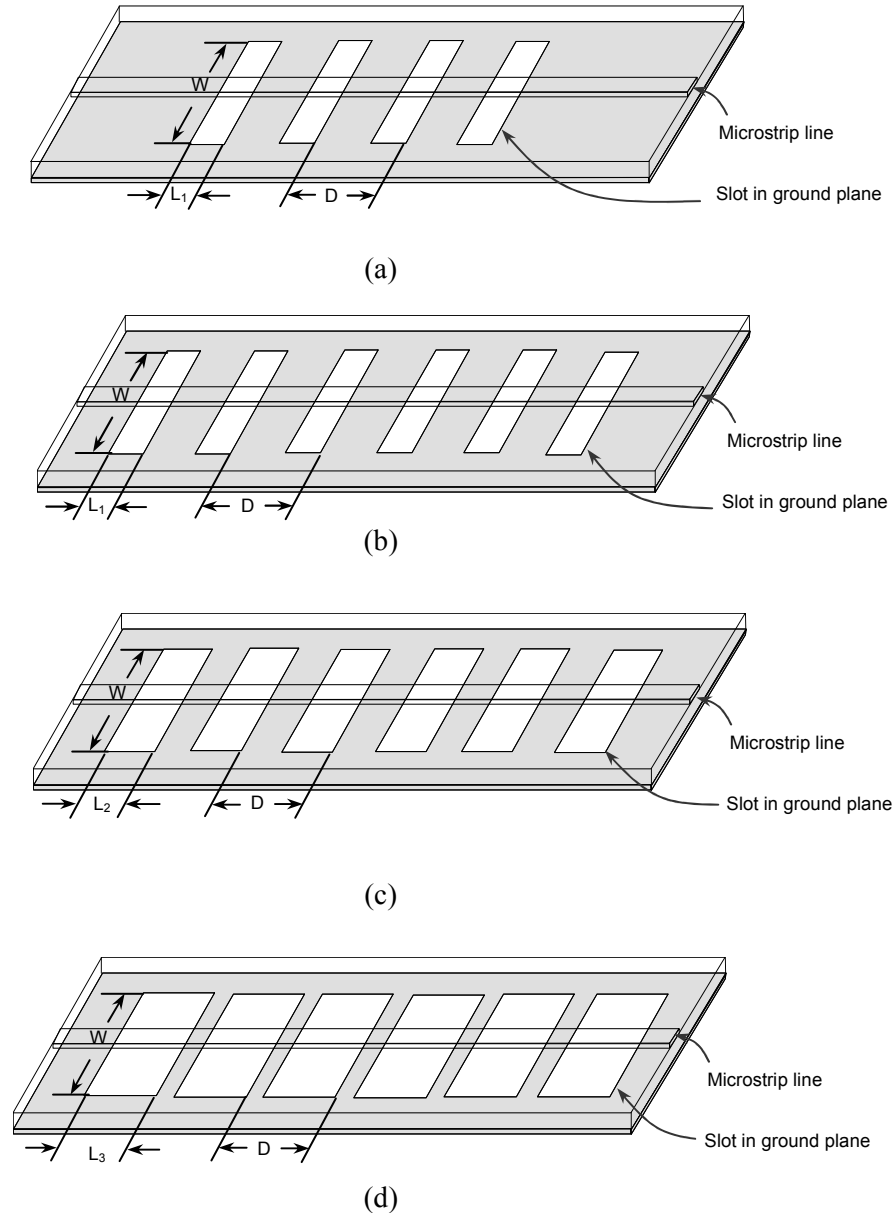 W
Microstrip line
L1
D
Slot in ground plane
(a)
W
Microstrip line
L1
D
Slot in ground plane
(b)
W
Microstrip line
L2
D
Slot in ground plane
(c)
W
Microstrip line
L3
D
Slot in ground plane
(d)